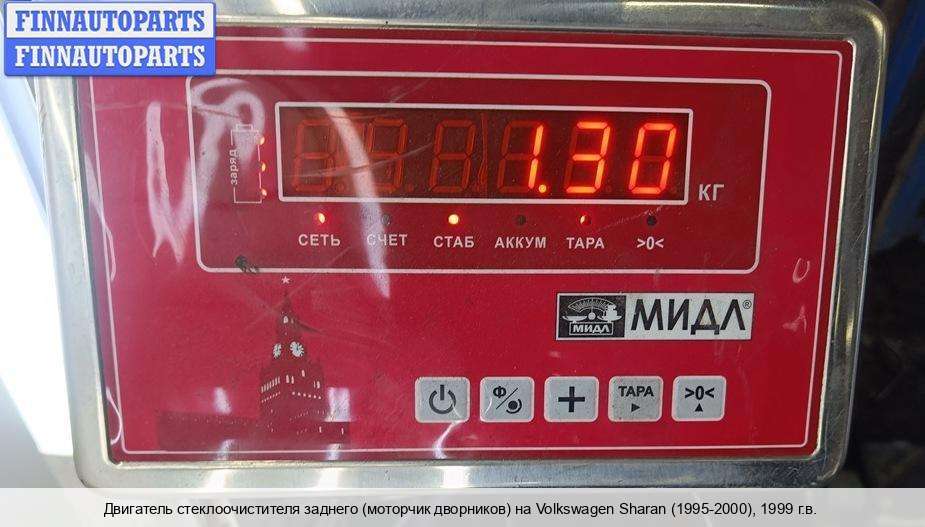 FINNAUTOPARTS
FINNAUTOPARTS
заряд
1.30
КГ
СЕТЬ СЧЕТ СТАБ АККУМ ТАРА >0<
МИДЛ МИДЛ®
Ф ТАРА >0<
Двигатель стеклоочистителя заднего (моторчик дворников) на Volkswagen Sharan (1995-2000), 1999 г.в.